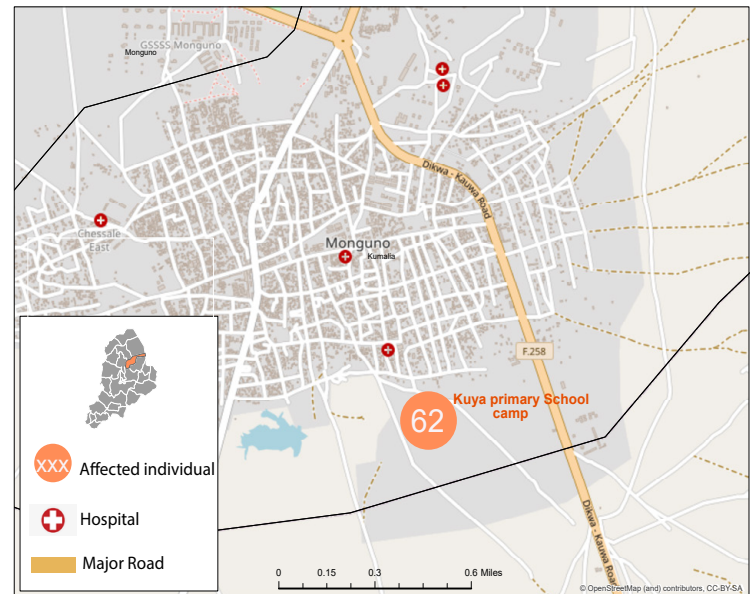 GSSSS Monguno
Monguno
Dikwa - Kauwa Road
Chessale
East
Monguno
Kumalia
F.258
Kuya primary School
camp
62
XXX Affected individual
Hospital
Major Road
Dikwa - Kauwa Road
0 0.15 0.3 0.6 Miles
© OpenStreetMap (and) contributors, CC-BY-SA